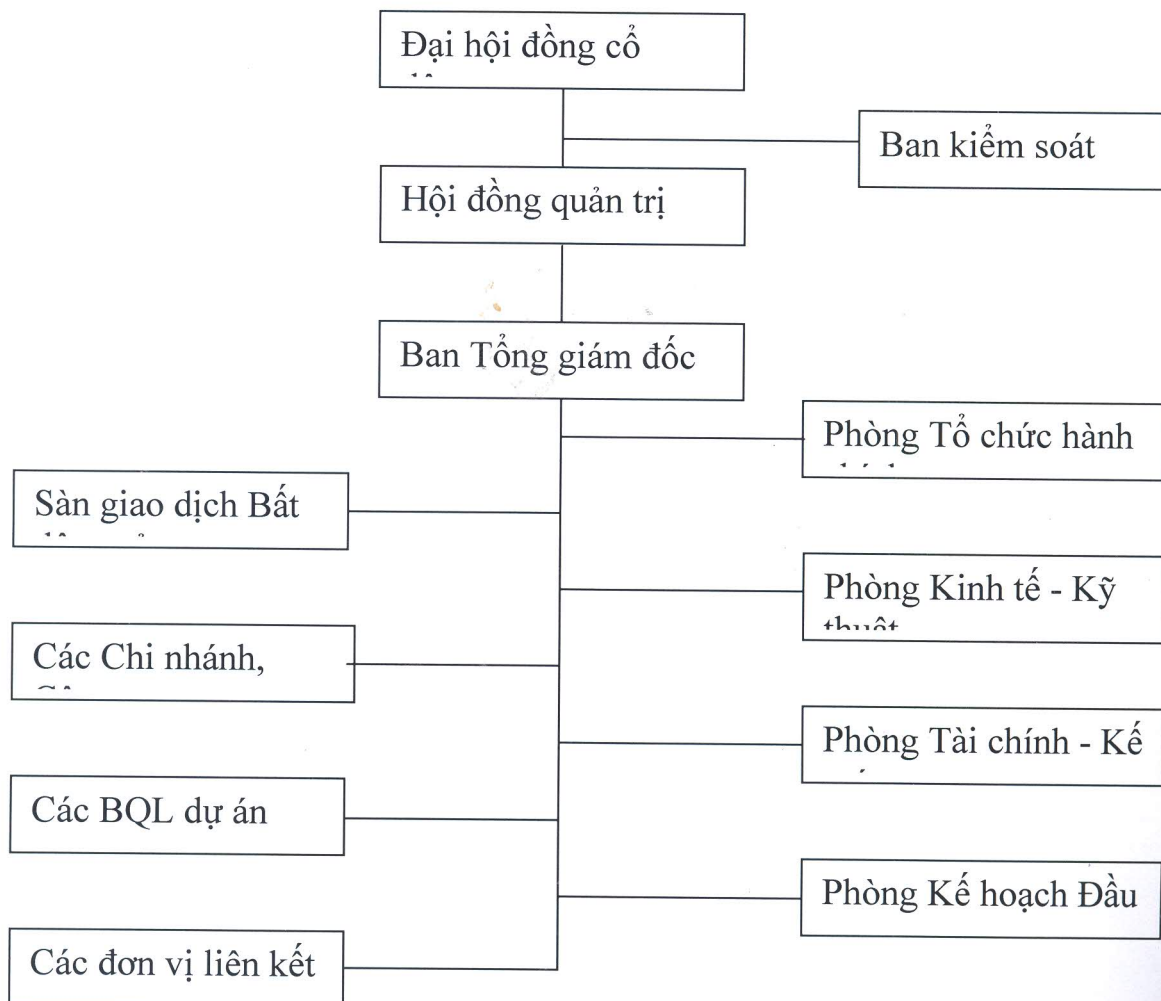 Đại hội đồng cổ
Ban kiểm soát
Hội đồng quản trị
Ban Tổng giám đốc
Phòng Tổ chức hành
Sàn giao dịch Bất
Phòng Kinh tế - Kỹ
thuật
Các Chi nhánh,
Phòng Tài chính - Kế
Các BQL dự án
Phòng Kế hoạch Đầu
Các đơn vị liên kết